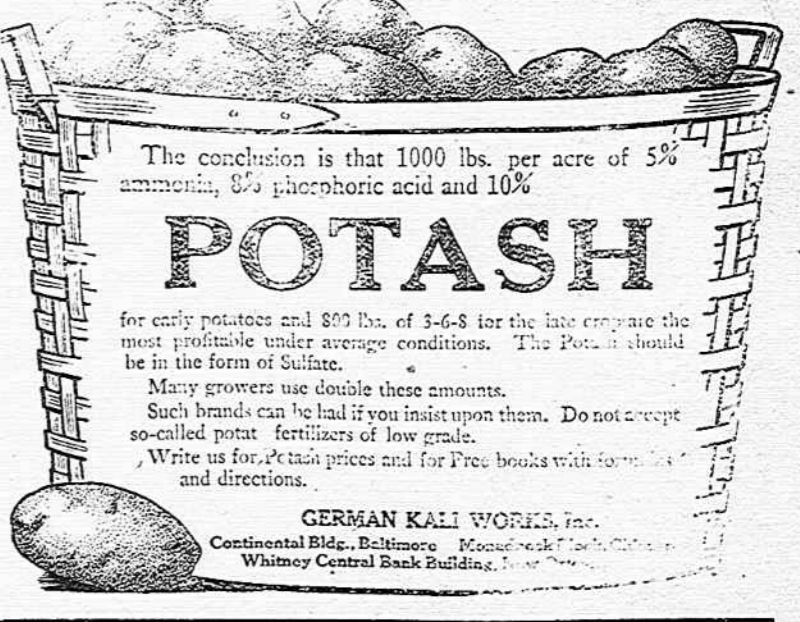 The conclusion is that 1000 lbs. per acre of 5%
ammonia, 8% phosphoric acid and 10%
POTASH
for early potatoes and 800 lbs. of 3-6-8 for the late crop are the
most profitable under average conditions. The Potash should
be in the form of Sulfate.
Many growers use double these amounts.
Such brands can be had if you insist upon them. Do not accept
so-called potat fertilizers of low grade.
Write us for Potash prices and for Free books with
and directions.
GERMAN KALI WORKS, Inc.
Continental Bldg., Baltimore Monadnock Block, Chicago
Whitney Central Bank Building, New Orleans